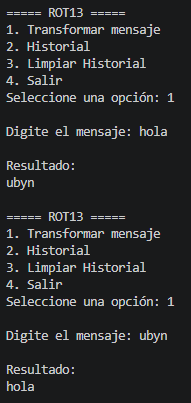 ===== ROT13 =====
1. Transformar mensaje
2. Historial
3. Limpiar Historial
4. Salir
Seleccione una opción: 1
Digite el mensaje: hola
Resultado:
ubyn
===== ROT13 =====
1. Transformar mensaje
2. Historial
3. Limpiar Historial
4. Salir
Seleccione una opción: 1
Digite el mensaje: ubyn
Resultado:
hola